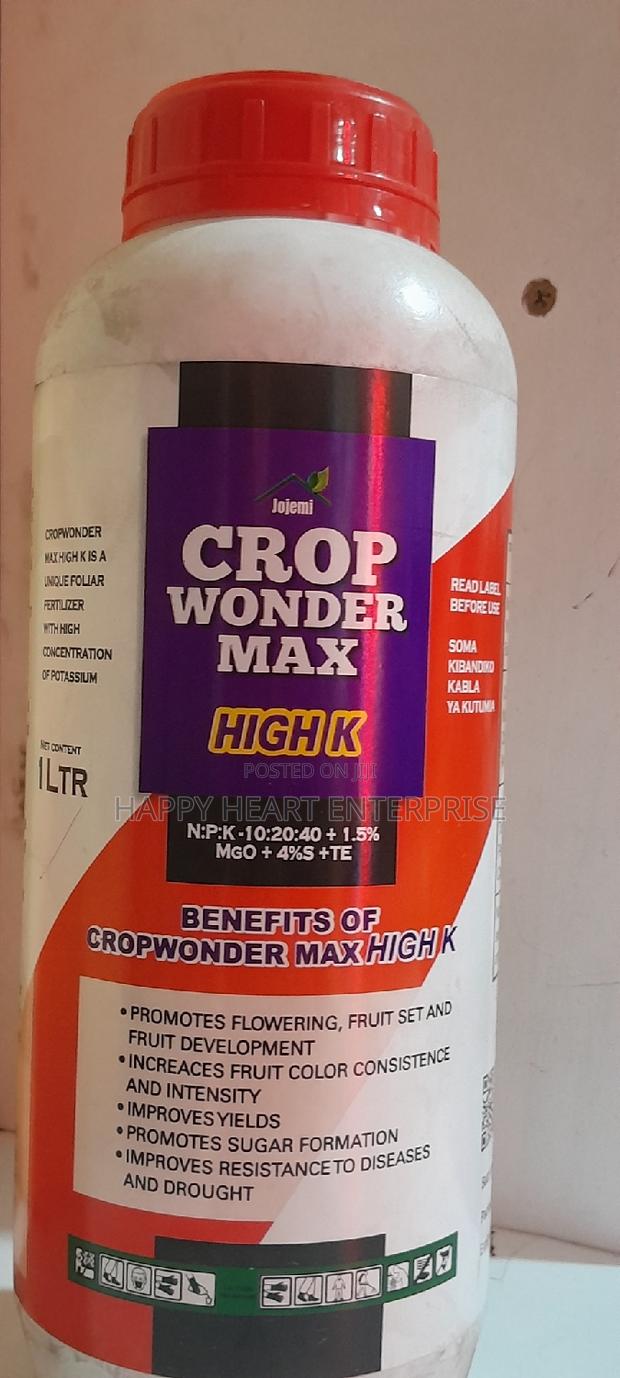 Jojemi
CROP
WONDER
MAX
HIGH K
CROPWONDER
MAX HIGH K IS A
UNIQUE FOLIAR
FERTILIZER
WITH HIGH
CONCENTRATION
OF POTASSIUM
NET CONTENT
1 LTR
READ LABEL
BEFORE USE
SOMA
KIBANDIKO
KABLA
YA KUTUMIA
POSTED ON JIJI
HAPPY HEART ENTERPRISE
N:P:K -10:20:40 + 1.5%
MgO + 4%S +TE
BENEFITS OF
CROPWONDER MAX HIGH K
• PROMOTES FLOWERING, FRUIT SET AND
FRUIT DEVELOPMENT
• INCREACES FRUIT COLOR CONSISTENCE
AND INTENSITY
• IMPROVES YIELDS
• PROMOTES SUGAR FORMATION
• IMPROVES RESISTANCE TO DISEASES
AND DROUGHT